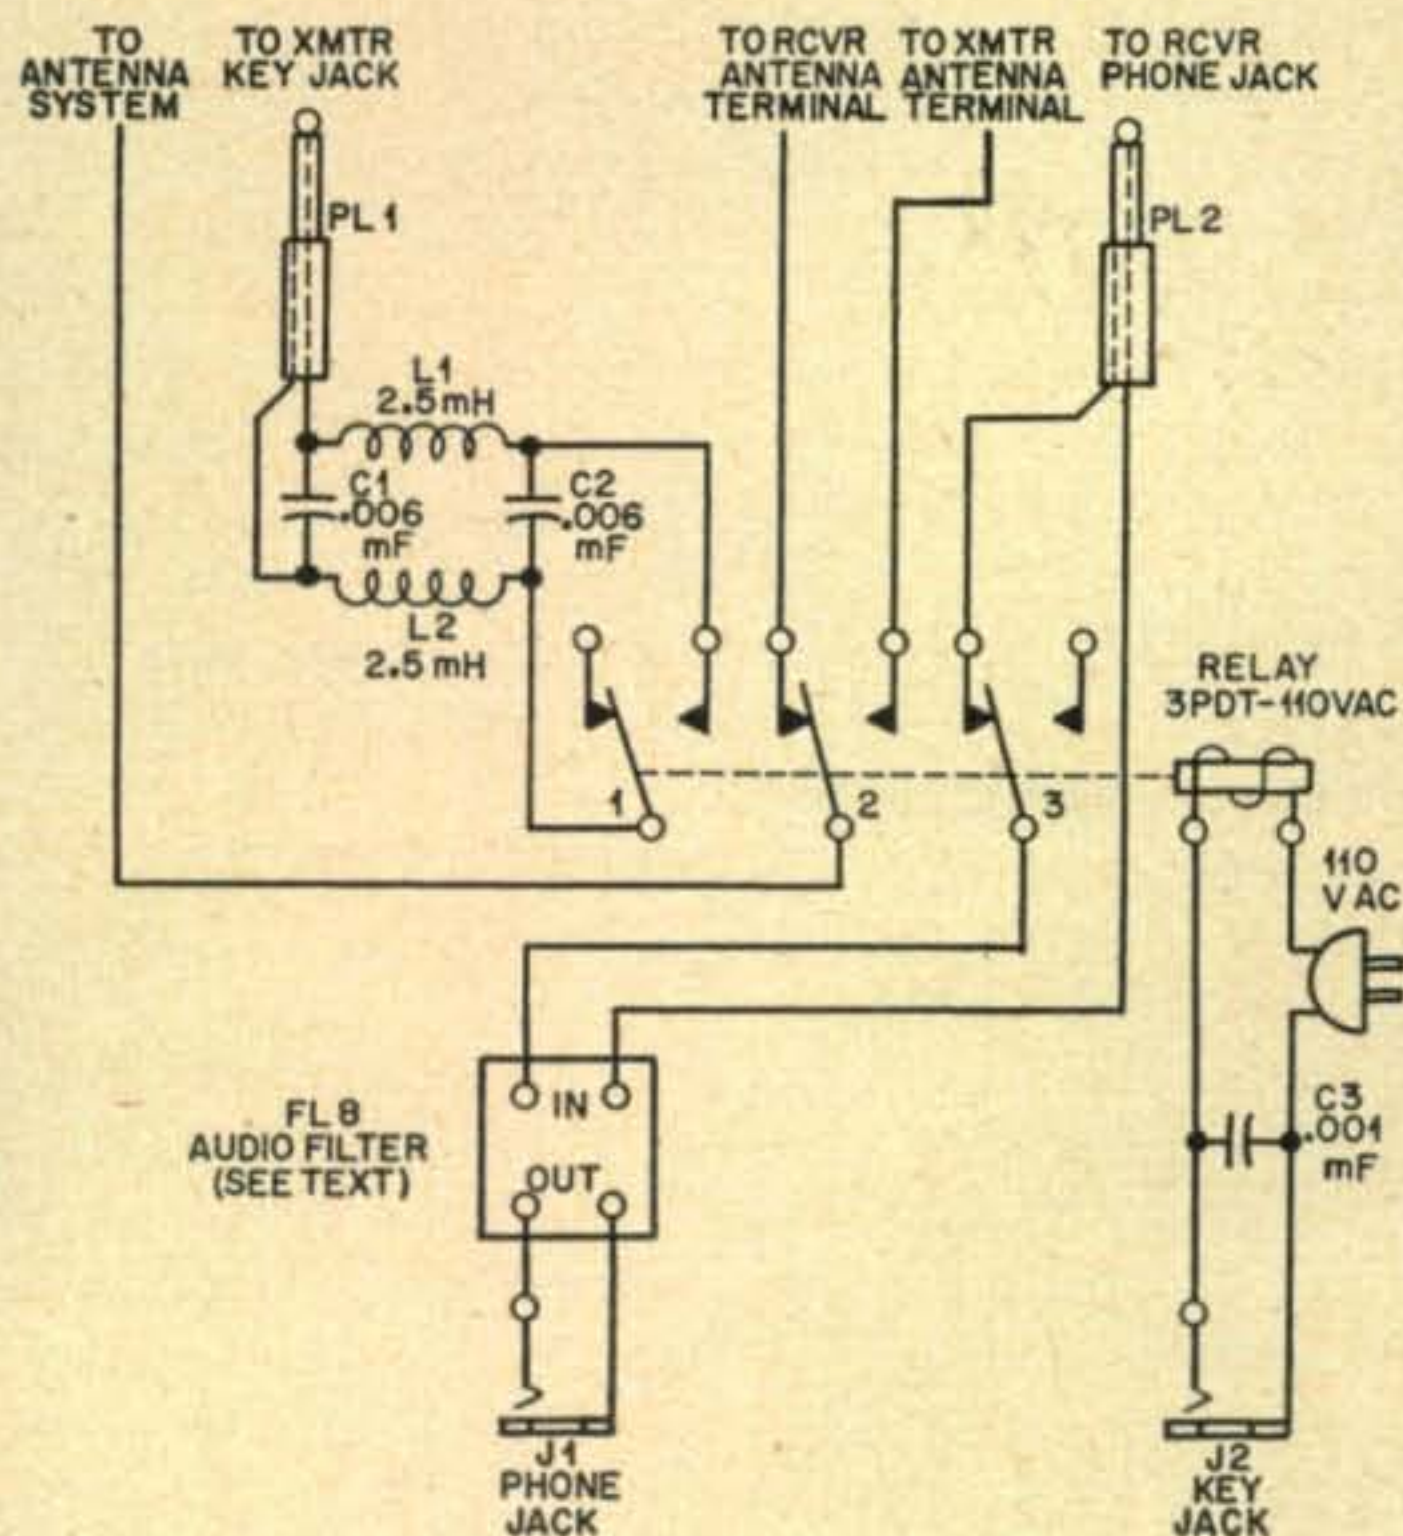 TO
ANTENNA
SYSTEM
TO XMTR
KEY JACK
TO RCVR
ANTENNA
TERMINAL
TO XMTR
ANTENNA
TERMINAL
TO RCVR
PHONE JACK
PL 1
PL 2
L1
2.5 mH
C1
.006
mF
C2
.006
mF
L2
2.5 mH
RELAY
3PDT-110VAC
1
2
3
110
V AC
FL 8
AUDIO FILTER
(SEE TEXT)
IN
OUT
C3
.001
mF
J1
PHONE
JACK
J2
KEY
JACK